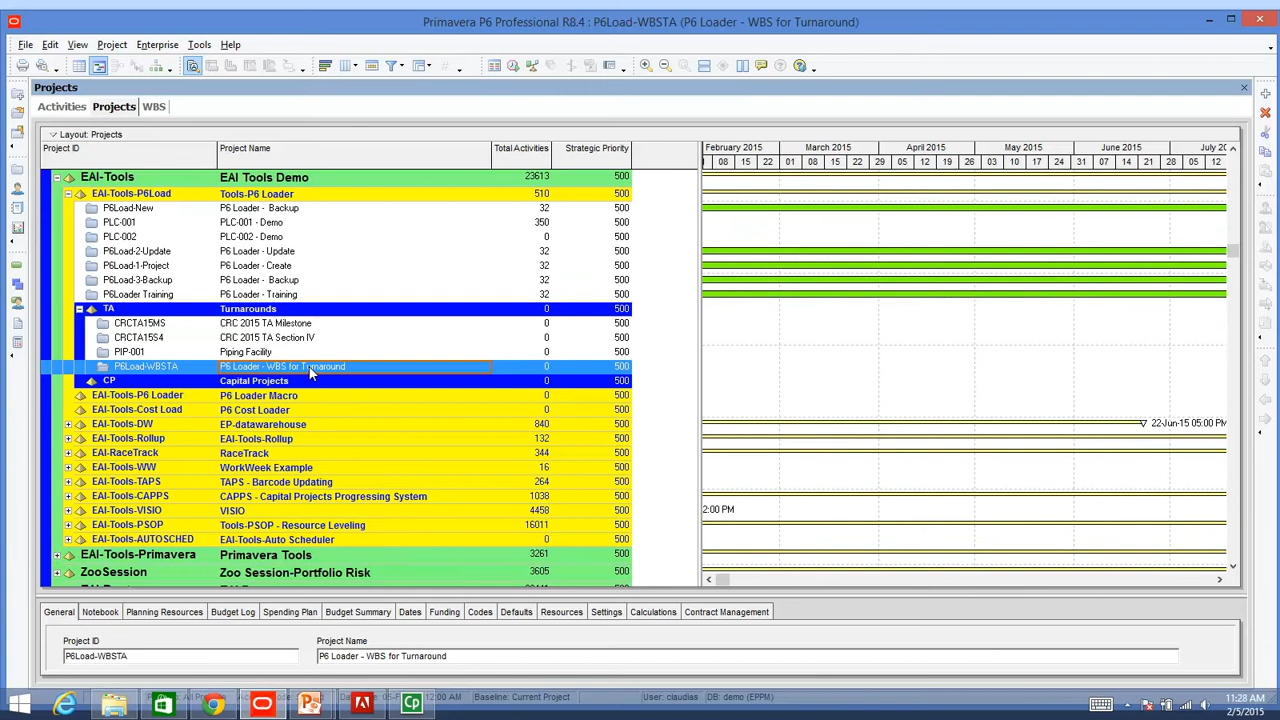 Primavera P6 Professional R8.4 : P6Load-WBSTA (P6 Loader - WBS for Turnaround)
File Edit View Project Enterprise Tools Help
Projects
Activities Projects WBS
Layout: Projects
Project ID Project Name Total Activities Strategic Priority February 2015 March 2015 April 2015 May 2015 June 2015 July 20
08 15 22 01 08 15 22 29 05 12 19 26 03 10 17 24 31 07 14 21 28 05 12
EAI-Tools EAI Tools Demo 23613 500
EAI-Tools-P6Load Tools-P6 Loader 510 500
P6Load-New P6 Loader - Backup 32 500
PLC-001 PLC-001 - Demo 350 500
PLC-002 PLC-002 - Demo 0 500
P6Load-2-Update P6 Loader - Update 32 500
P6Load-1-Project P6 Loader - Create 32 500
P6Load-3-Backup P6 Loader - Backup 32 500
P6Loader Training P6 Loader - Training 32 500
TA Turnarounds 0 500
CRCTA15MS CRC 2015 TA Milestone 0 500
CRCTA15S4 CRC 2015 TA Section IV 0 500
PIP-001 Piping Facility 0 500
P6Load-WBSTA P6 Loader - WBS for Turnaround 0 500
CP Capital Projects 0 500
EAI-Tools-P6 Loader P6 Loader Macro 0 500
EAI-Tools-Cost Load P6 Cost Loader 0 500
EAI-Tools-DW EP-datawarehouse 840 500 22-Jun-15 05:00 PM
EAI-Tools-Rollup EAI-Tools-Rollup 132 500
EAI-RaceTrack RaceTrack 344 500
EAI-Tools-WW WorkWeek Example 16 500
EAI-Tools-TAPS TAPS - Barcode Updating 264 500
EAI-Tools-CAPPS CAPPS - Capital Projects Progressing System 1038 500
EAI-Tools-VISIO VISIO 4458 500 2:00 PM
EAI-Tools-PSOP Tools-PSOP - Resource Leveling 16011 500
EAI-Tools-AUTOSCHED EAI-Tools-Auto Scheduler 0 500
EAI-Tools-Primavera Primavera Tools 3261 500
ZooSession Zoo Session-Portfolio Risk 3605 500
General Notebook Planning Resources Budget Log Spending Plan Budget Summary Dates Funding Codes Defaults Resources Settings Calculations Contract Management
Project ID Project Name
P6Load-WBSTA P6 Loader - WBS for Turnaround
Baseline: Current Project User: claudias DB: demo (EPPM)
11:28 AM
2/5/2015